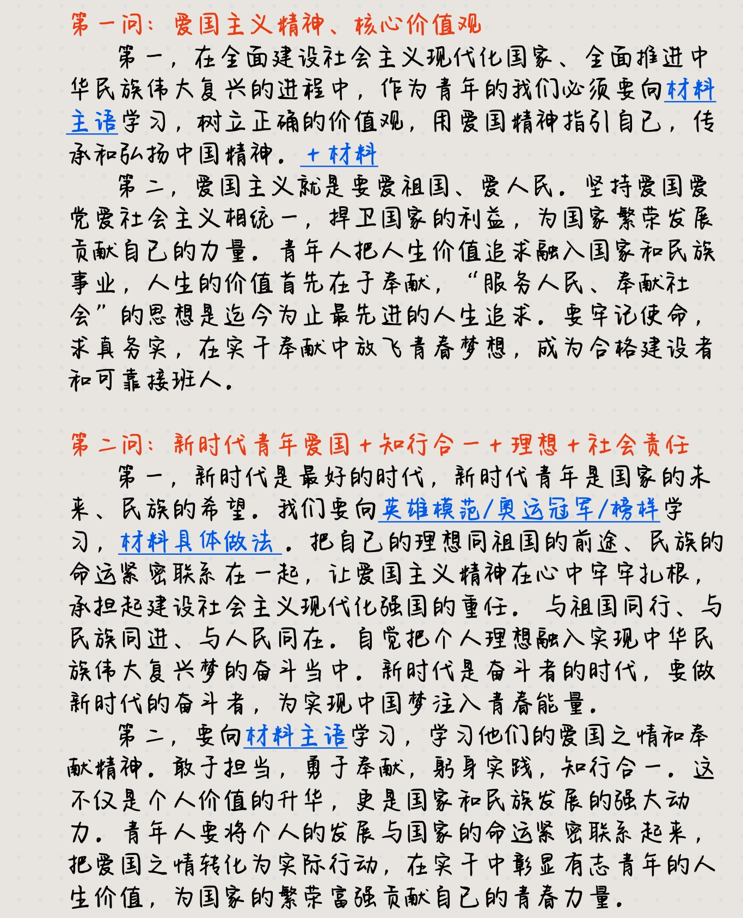 第一问：爱国主义精神、核心价值观
第一，在全面建设社会主义现代化国家、全面推进中
华民族伟大复兴的进程中，作为青年的我们必须要向材料
主语学习，树立正确的价值观，用爱国精神指引自己，传
承和弘扬中国精神。＋材料
第二，爱国主义就是要爱祖国、爱人民。坚持爱国爱
党爱社会主义相统一，捍卫国家的利益，为国家繁荣发展
贡献自己的力量。青年人把人生价值追求融入国家和民族
事业，人生的价值首先在于奉献，“服务人民、奉献社
会”的思想是迄今为止最先进的人生追求。要牢记使命，
求真务实，在实干奉献中放飞青春梦想，成为合格建设者
和可靠接班人。
第二问：新时代青年爱国＋知行合一＋理想＋社会责任
第一，新时代是最好的时代，新时代青年是国家的未
来、民族的希望。我们要向英雄模范/奥运冠军/榜样学
习，材料具体做法。把自己的理想同祖国的前途、民族的
命运紧密联系在一起，让爱国主义精神在心中牢牢扎根，
承担起建设社会主义现代化强国的重任。与祖国同行、与
民族同进、与人民同在。自觉把个人理想融入实现中华民
族伟大复兴梦的奋斗当中。新时代是奋斗者的时代，要做
新时代的奋斗者，为实现中国梦注入青春能量。
第二，要向材料主语学习，学习他们的爱国之情和奉
献精神。敢于担当，勇于奉献，躬身实践，知行合一。这
不仅是个人价值的升华，更是国家和民族发展的强大动
力。青年人要将个人的发展与国家的命运紧密联系起来，
把爱国之情转化为实际行动，在实干中彰显有志青年的人
生价值，为国家的繁荣富强贡献自己的青春力量。